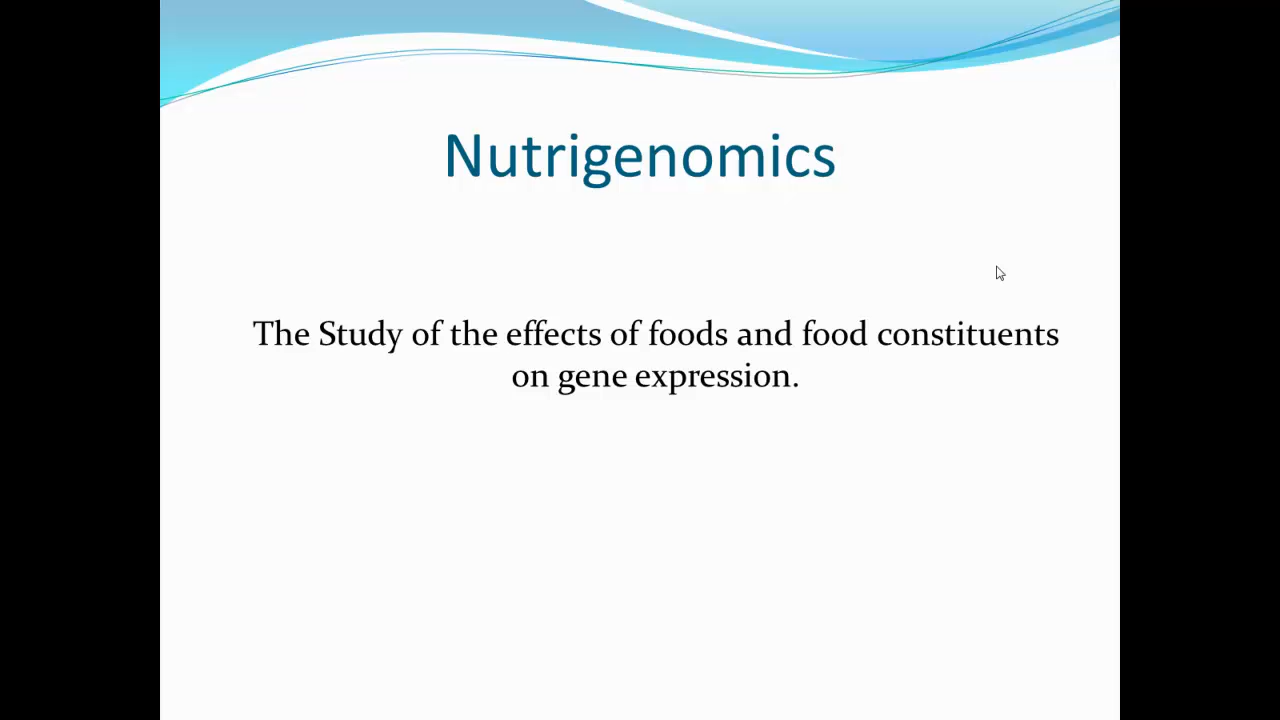 Nutrigenomics
The Study of the effects of foods and food constituents
on gene expression.